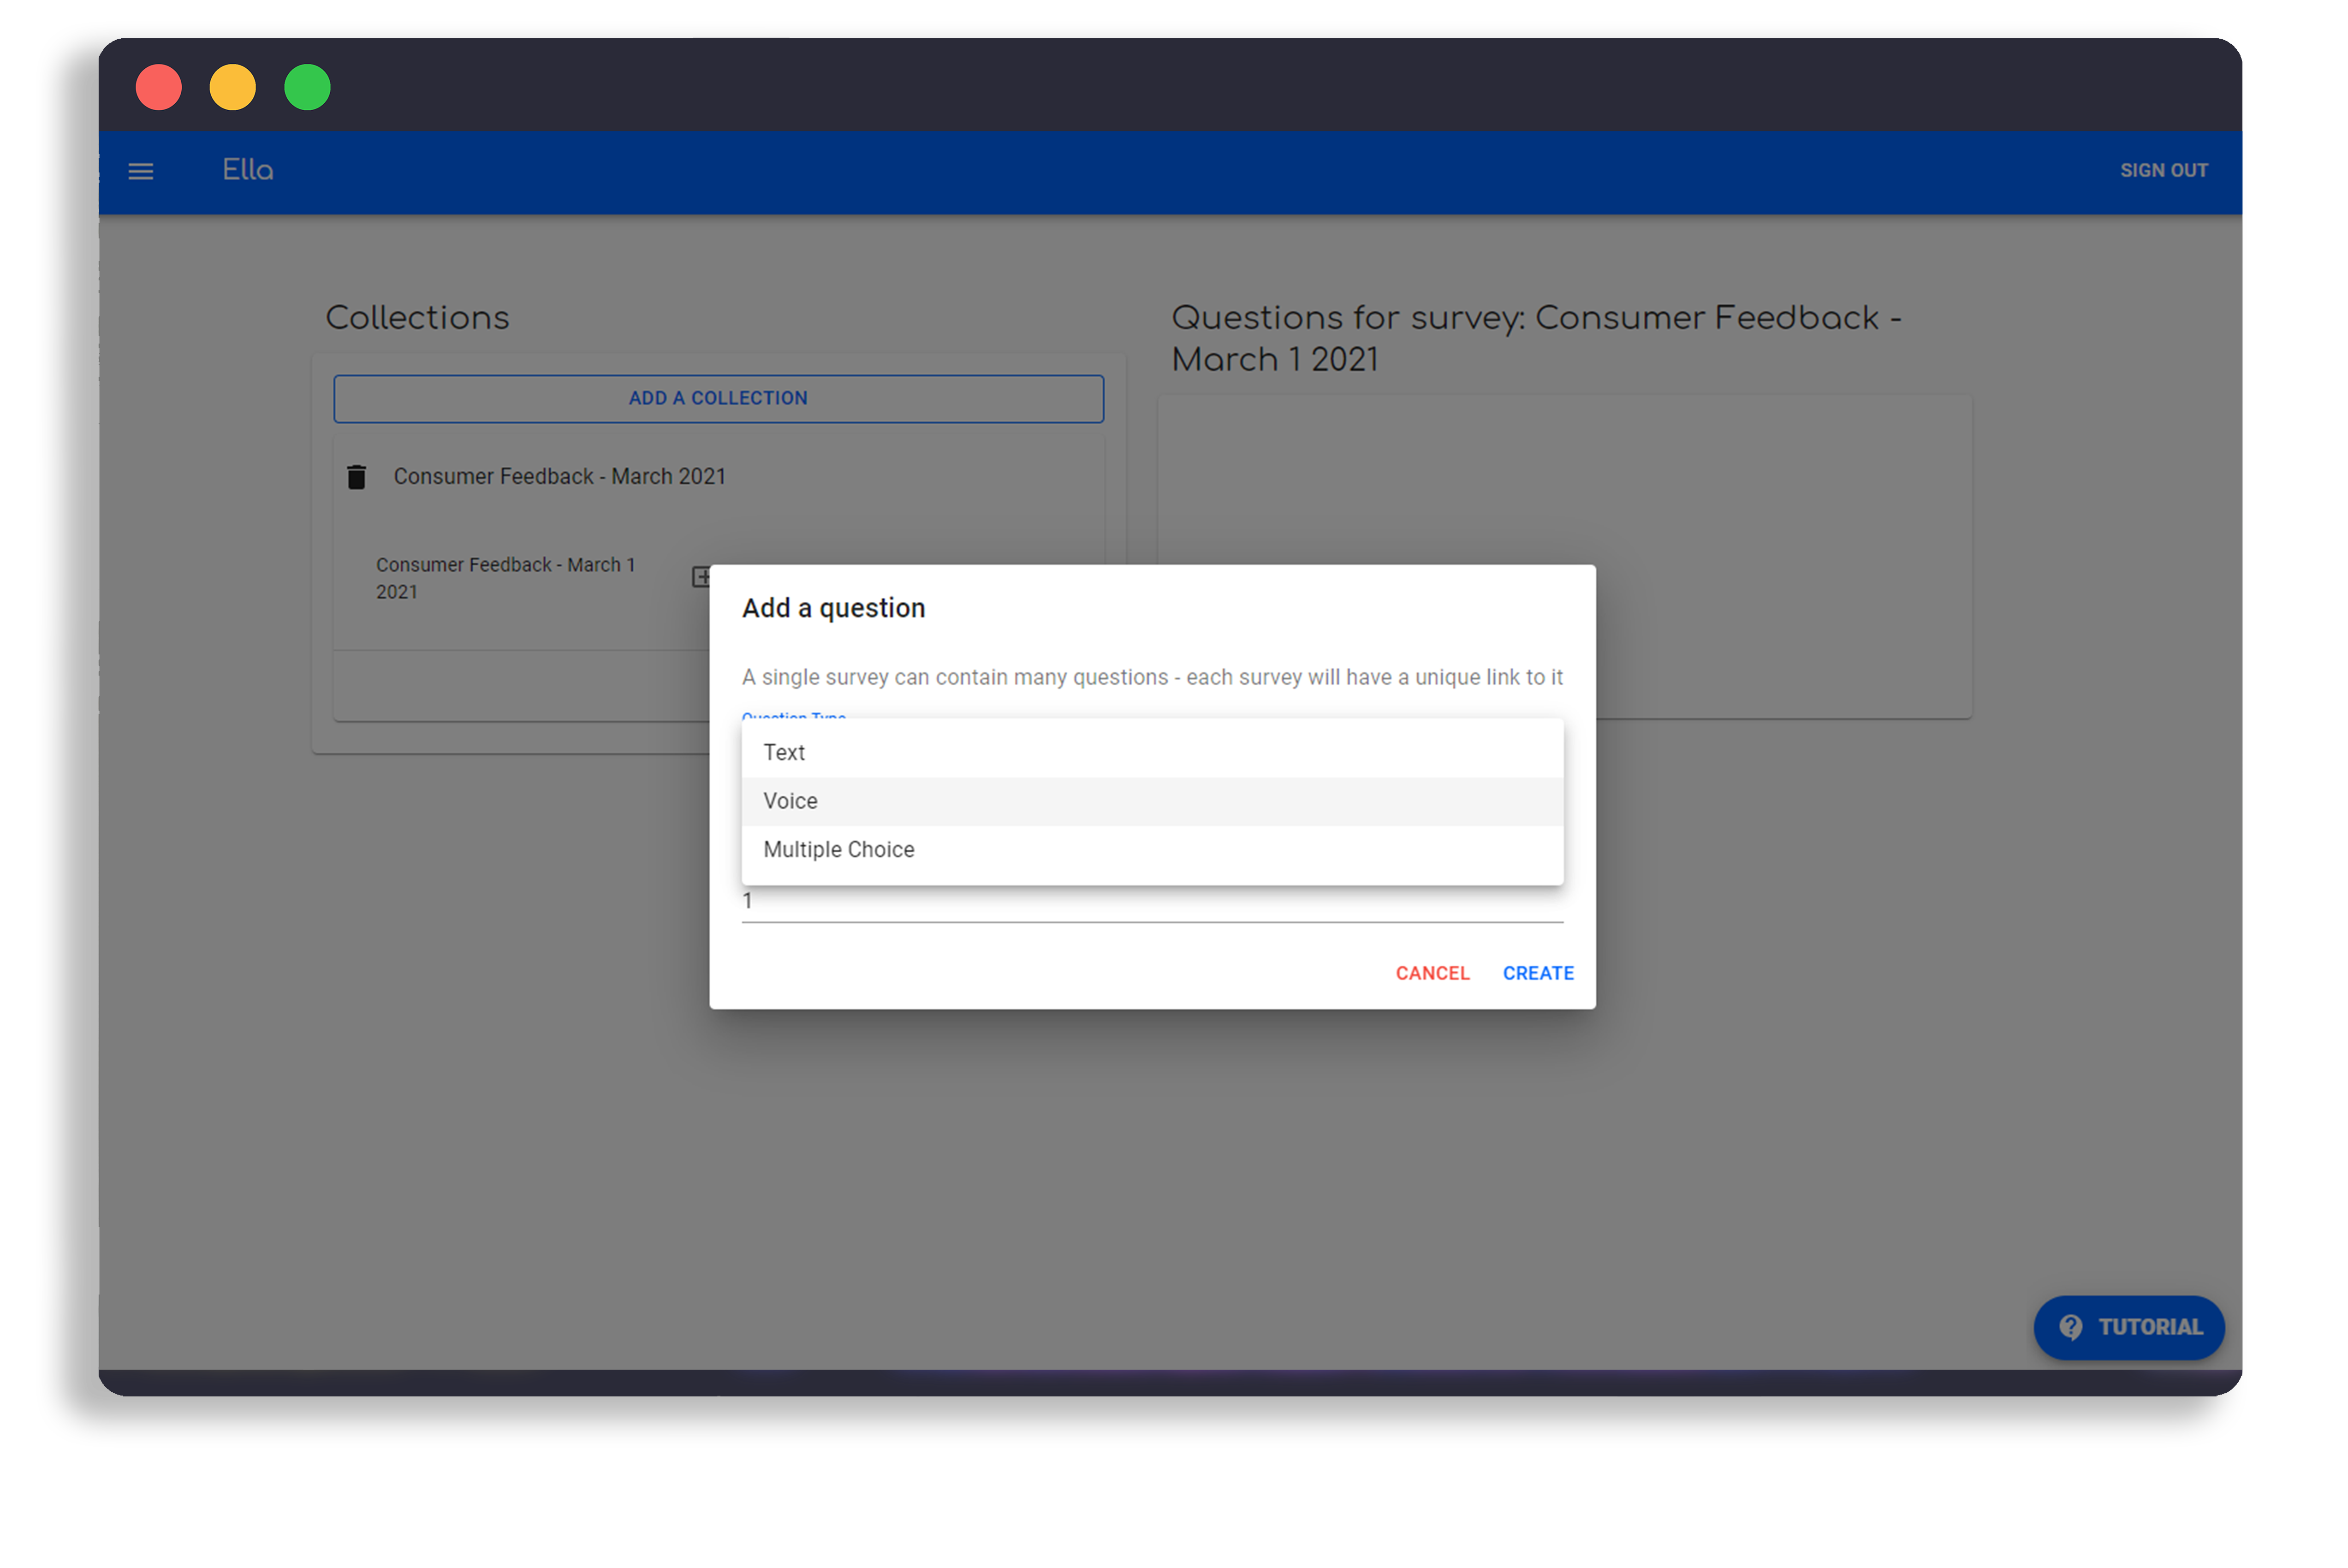 Ella
SIGN OUT
Collections
ADD A COLLECTION
Consumer Feedback - March 2021
Consumer Feedback - March 1
2021
Questions for survey: Consumer Feedback -
March 1 2021
Add a question
A single survey can contain many questions - each survey will have a unique link to it
Question Type
Text
Voice
Multiple Choice
1
CANCEL
CREATE
TUTORIAL